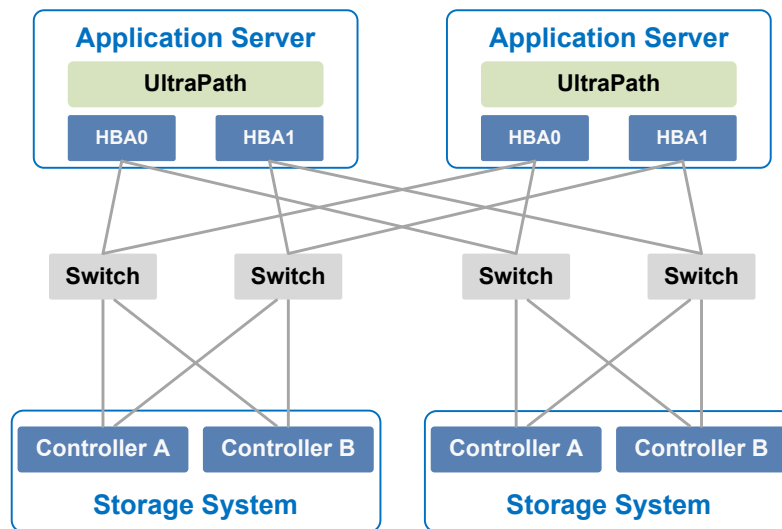 Application Server
UltraPath
HBA0
HBA1
Application Server
UltraPath
HBA0
HBA1
Switch
Switch
Switch
Switch
Controller A
Controller B
Storage System
Controller A
Controller B
Storage System